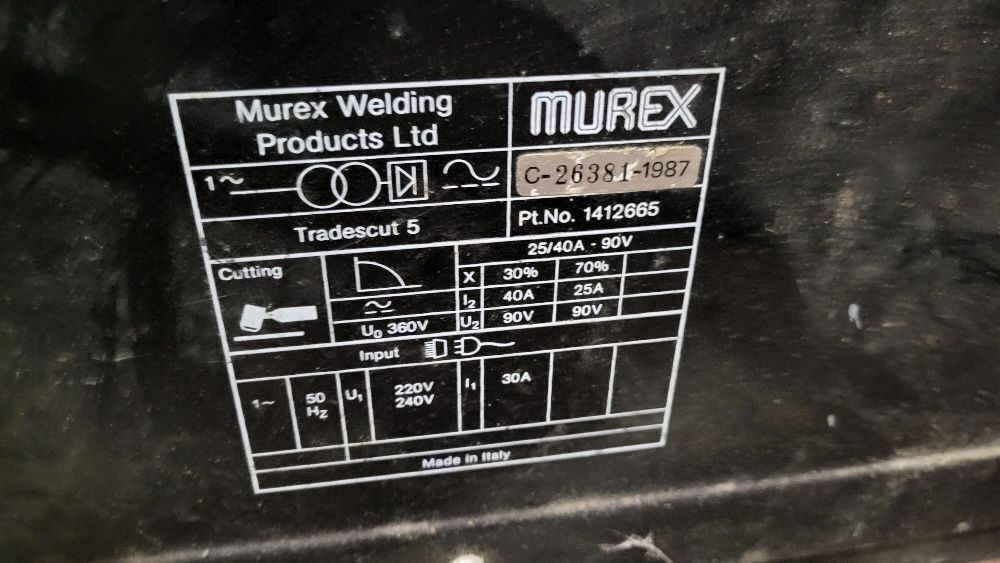 Murex Welding
Products Ltd
MUREX
1~
C-26381-1987
Pt.No. 1412665
Tradescut 5
25/40A - 90V
Cutting
X 30% 70%
I2 40A 25A
U0 360V
U2 90V 90V
Input
1~
50
Hz
U1
220V
240V
I1
30A
Made in Italy